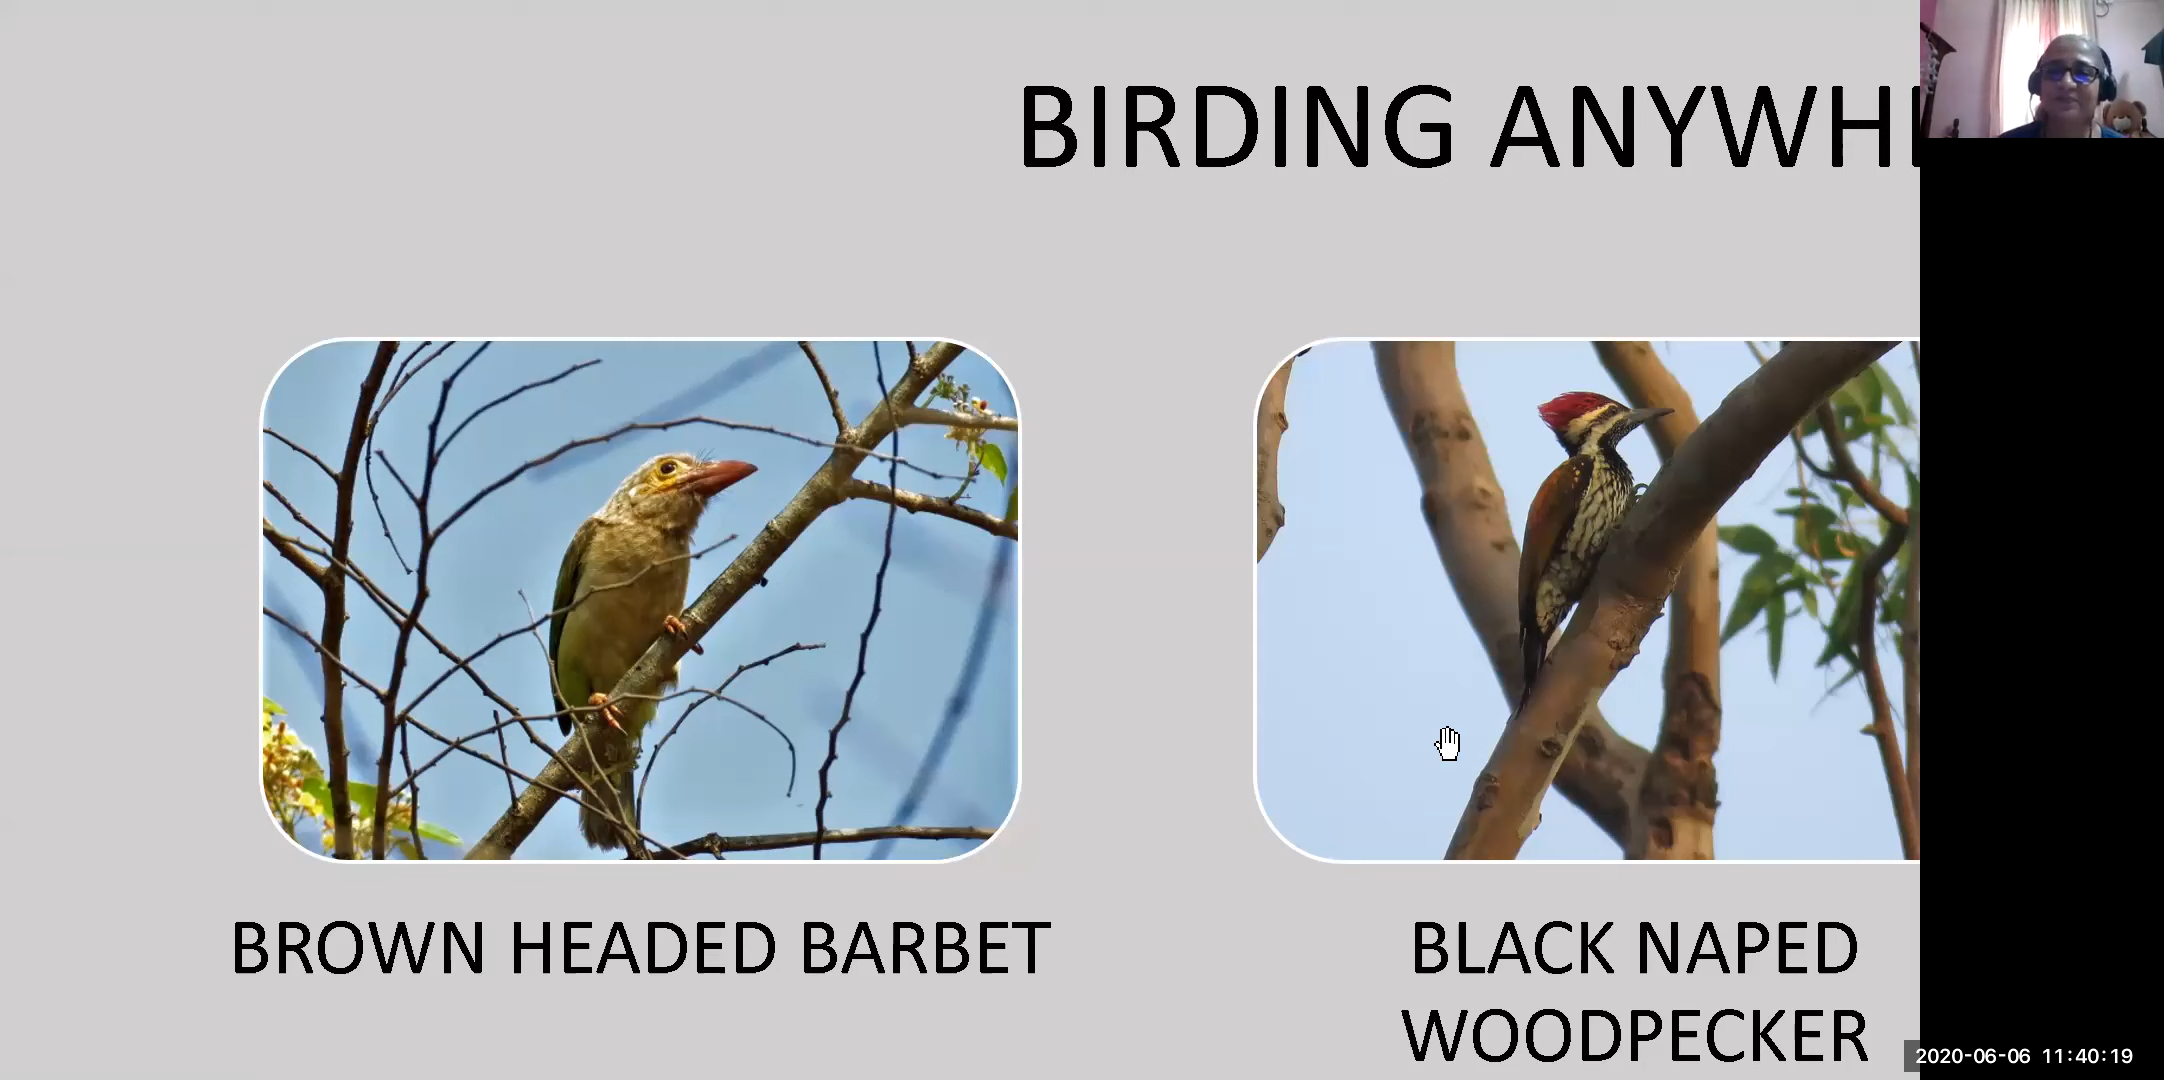 BIRDING ANYWH
BROWN HEADED BARBET
BLACK NAPED
WOODPECKER
2020-06-06 11:40:19